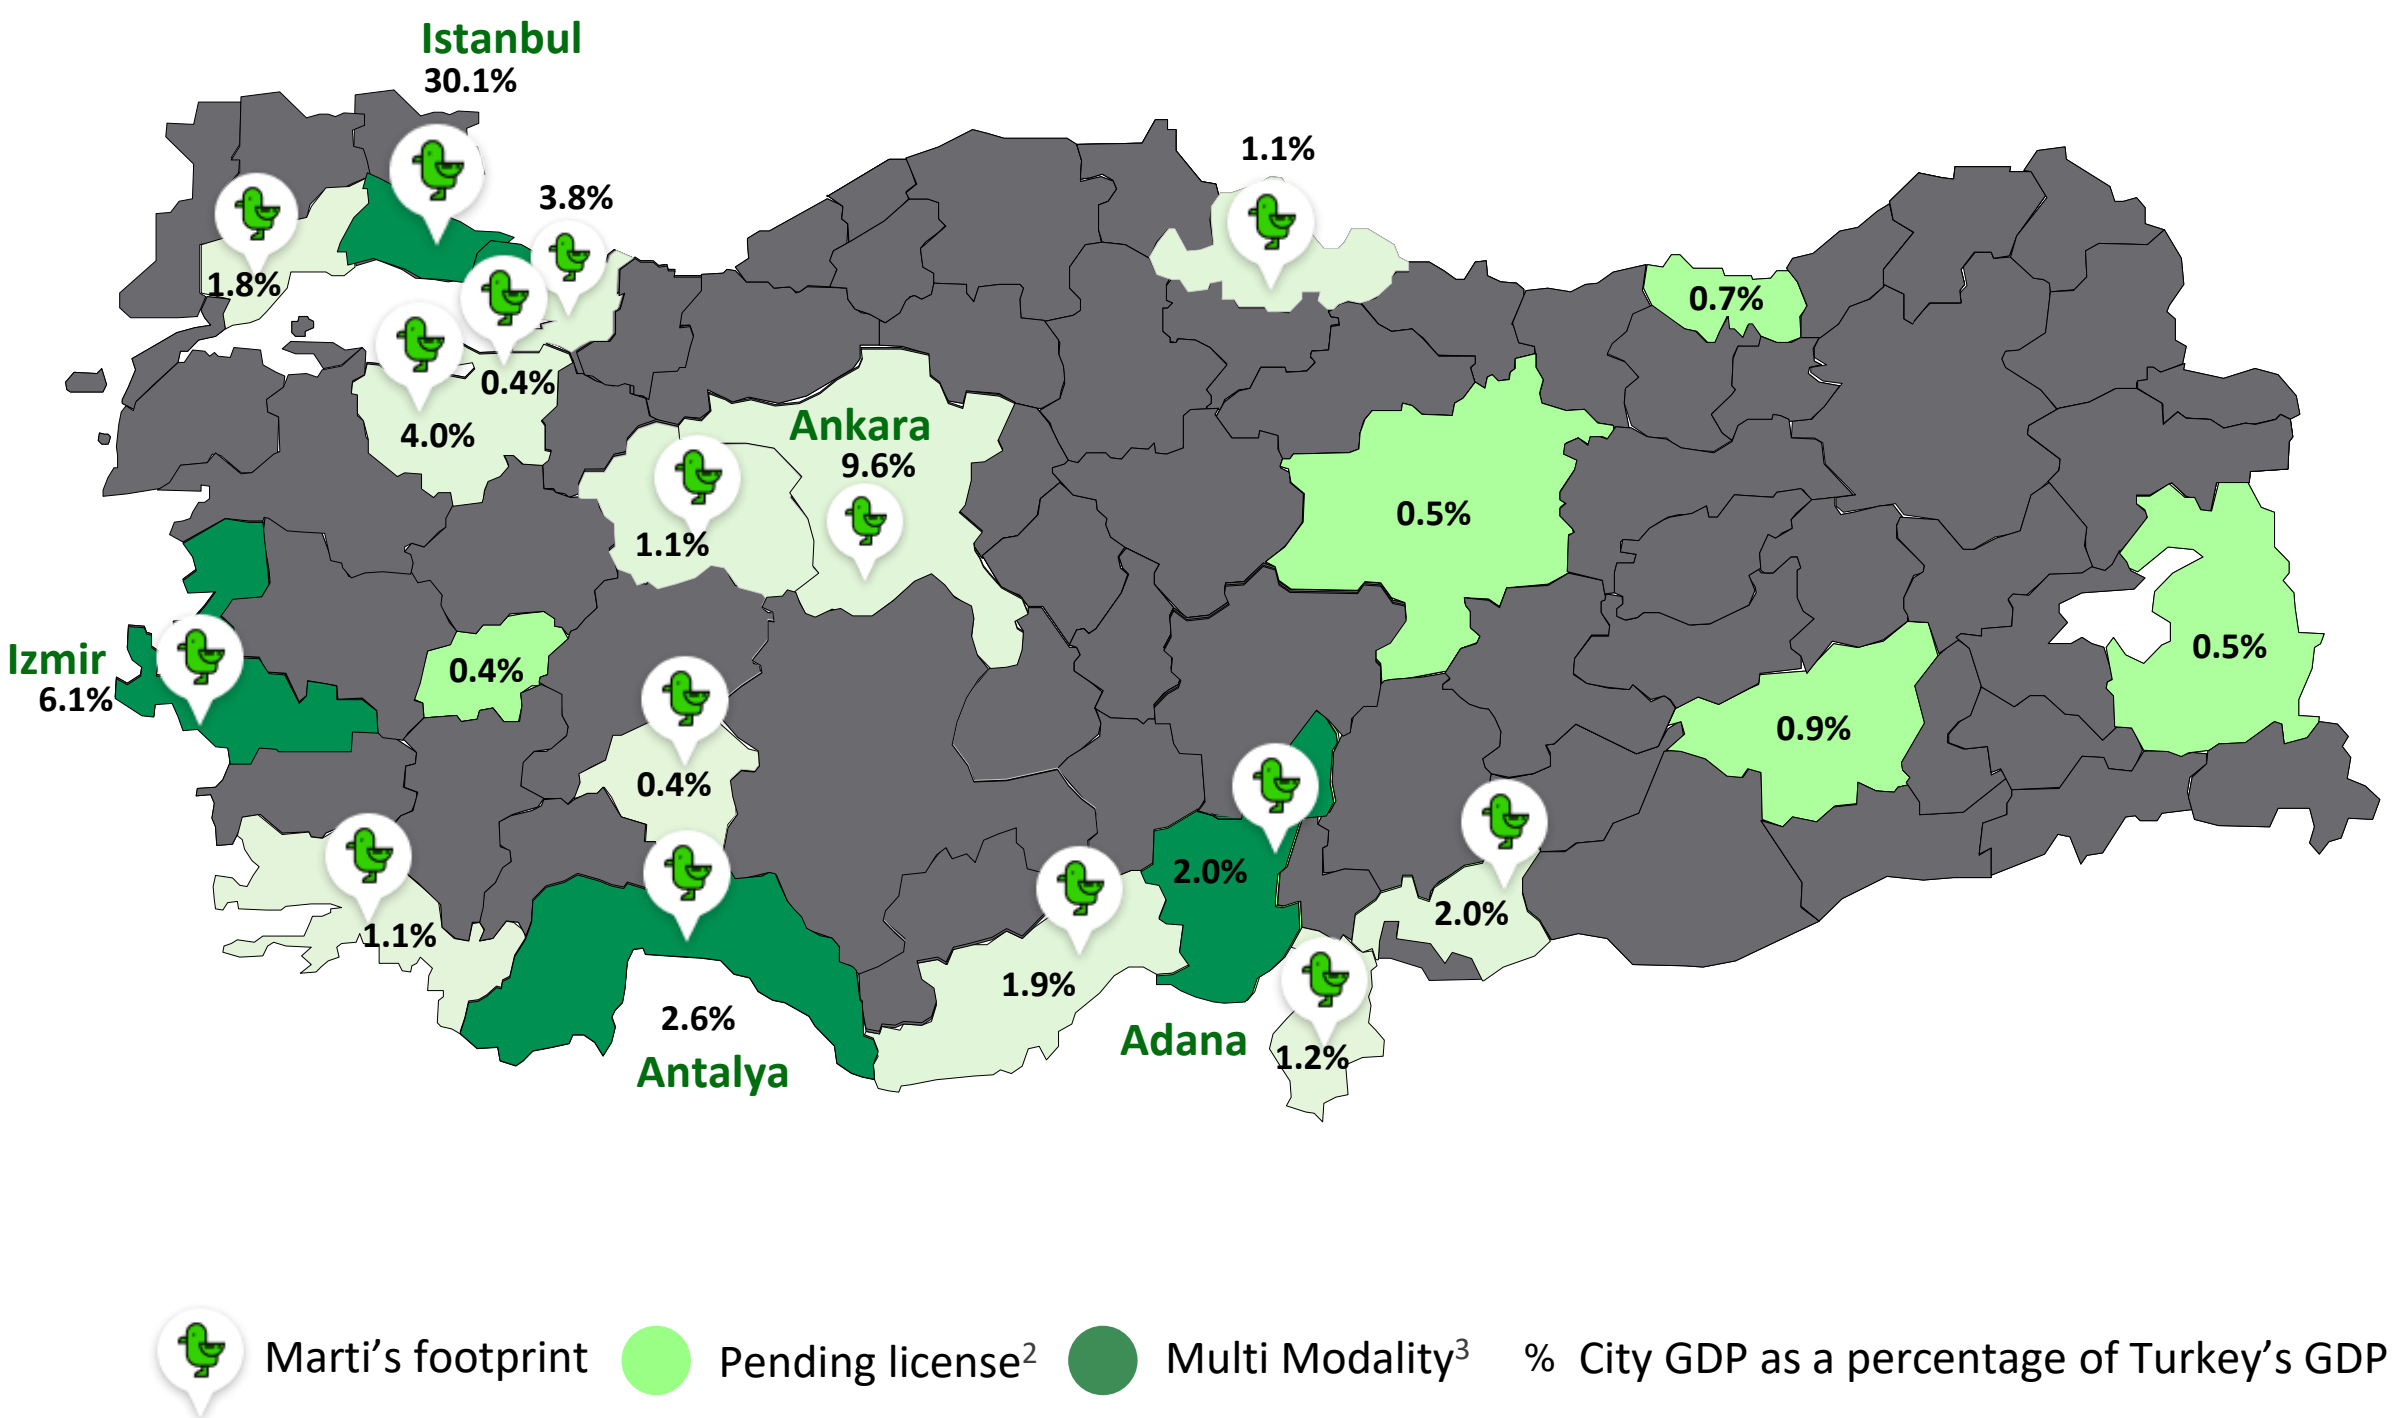 Istanbul
30.1%
1.1%
3.8%
1.8%
0.7%
0.4%
4.0%
Ankara
9.6%
0.5%
1.1%
Izmir
6.1%
0.4%
0.5%
0.9%
0.4%
2.0%
2.0%
1.1%
1.9%
2.6%
Antalya
Adana
1.2%
Marti’s footprint
Pending license²
Multi Modality³
% City GDP as a percentage of Turkey’s GDP